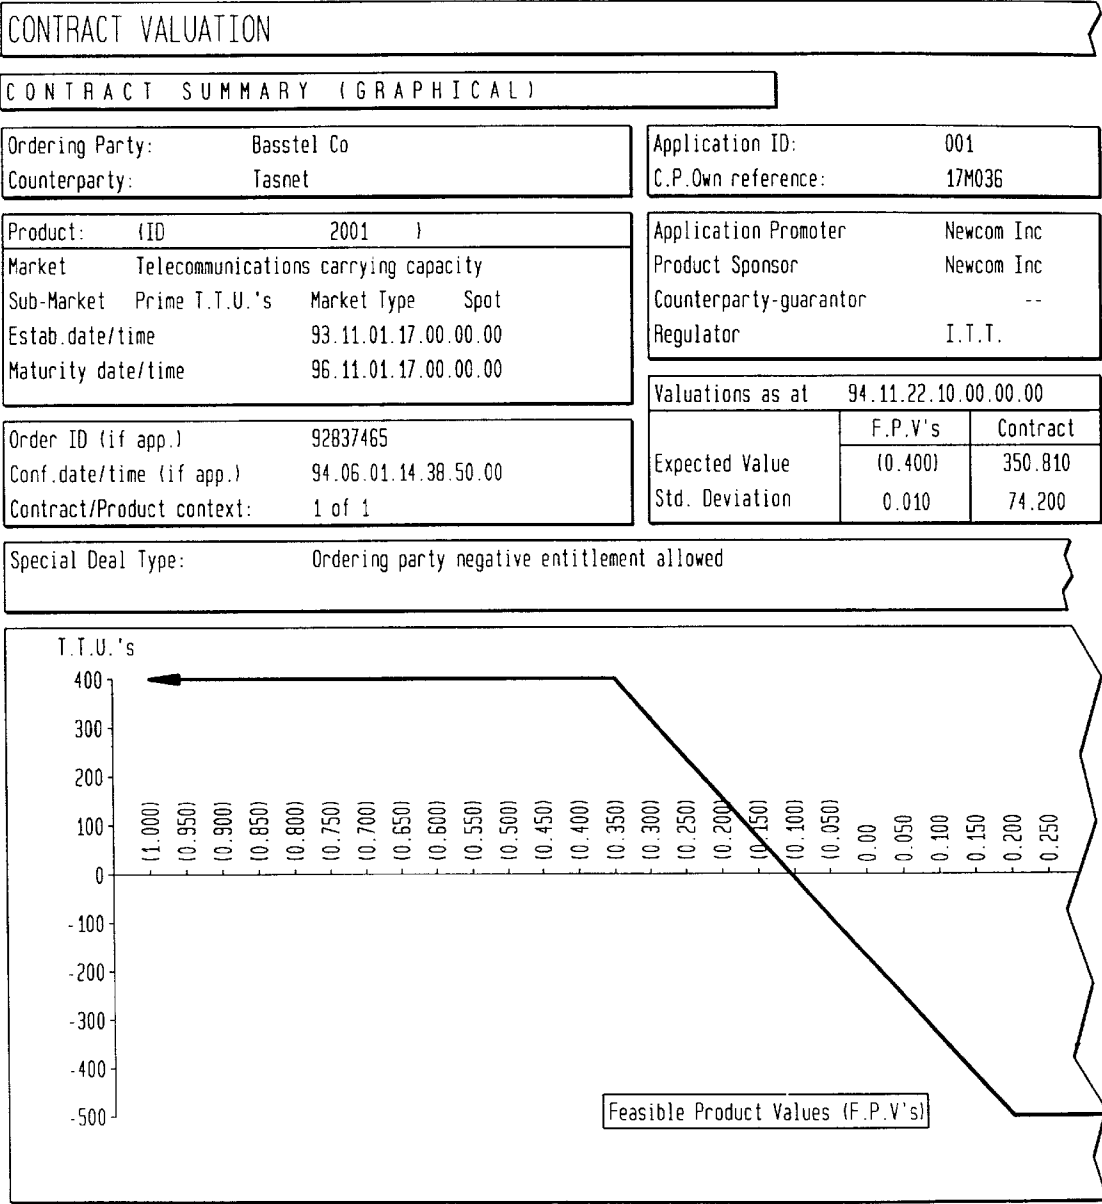 CONTRACT VALUATION
CONTRACT SUMMARY (GRAPHICAL)
Ordering Party: Basstel Co
Counterparty: Tasnet
Application ID: 001
C.P.Own reference: 17M036
Product: (ID 2001 )
Market Telecommunications carrying capacity
Sub-Market Prime T.T.U.'s Market Type Spot
Estab.date/time 93.11.01.17.00.00.00
Maturity date/time 96.11.01.17.00.00.00
Application Promoter Newcom Inc
Product Sponsor Newcom Inc
Counterparty-guarantor --
Regulator I.T.T.
Order ID (if app.) 92837465
Conf.date/time (if app.) 94.06.01.14.38.50.00
Contract/Product context: 1 of 1
Valuations as at 94.11.22.10.00.00.00
F.P.V's Contract
Expected Value (0.400) 350.810
Std. Deviation 0.010 74.200
Special Deal Type: Ordering party negative entitlement allowed
T.T.U.'s
400
300
200
100
0
-100
-200
-300
-400
-500
(1.000) (0.950) (0.900) (0.850) (0.800) (0.750) (0.700) (0.650) (0.600) (0.550) (0.500) (0.450) (0.400) (0.350) (0.300) (0.250) (0.200) (0.150) (0.100) (0.050) 0.00 0.050 0.100 0.150 0.200 0.250
Feasible Product Values (F.P.V's)